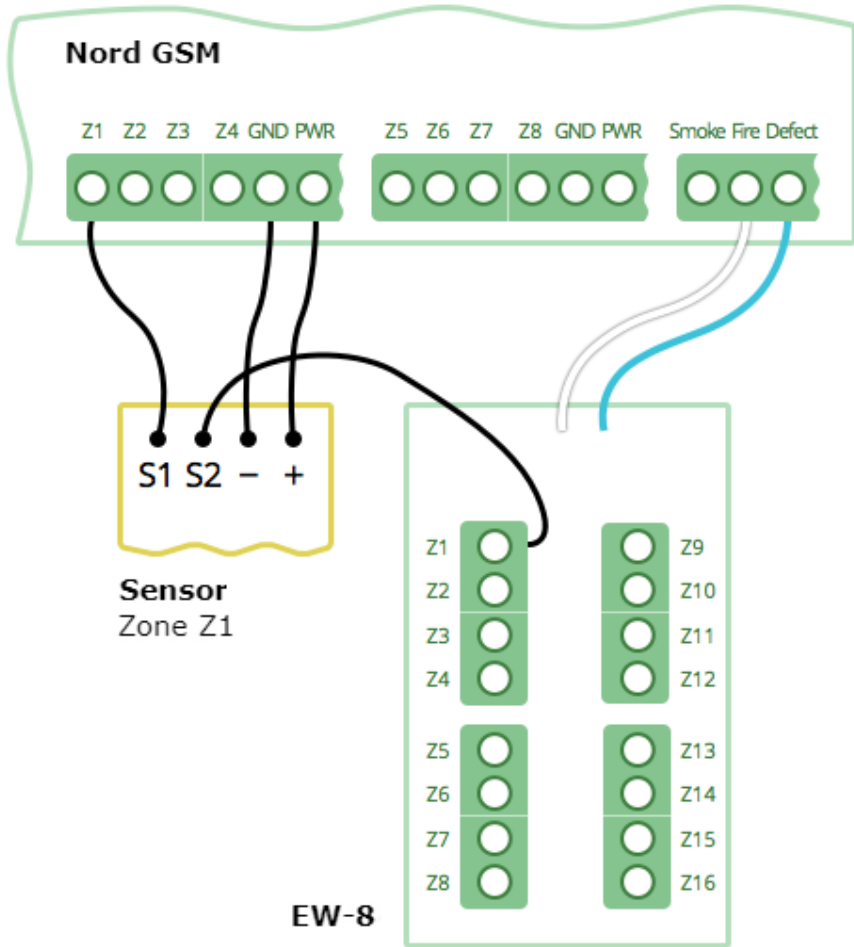 Nord GSM
Z1 Z2 Z3 Z4 GND PWR Z5 Z6 Z7 Z8 GND PWR Smoke Fire Defect
S1 S2 − +
Sensor
Zone Z1
Z1 Z9
Z2 Z10
Z3 Z11
Z4 Z12
Z5 Z13
Z6 Z14
Z7 Z15
Z8 Z16
EW-8